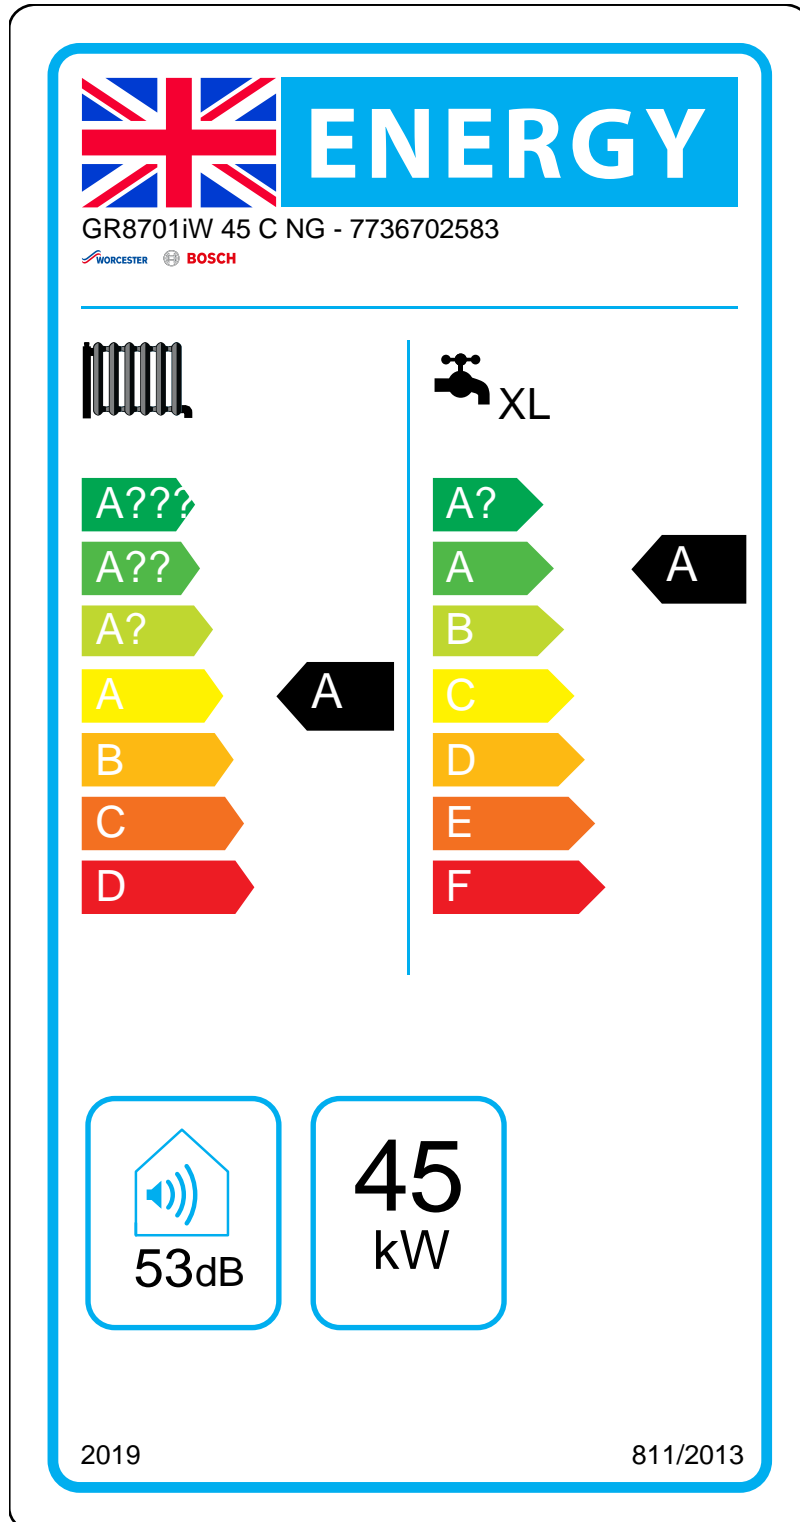 ENERGY
GR8701iW 45 C NG - 7736702583
WORCESTER BOSCH
XL
A???
A??
A?
A
B
C
D
A
A?
A
B
C
D
E
F
A
53dB
45
kW
2019
811/2013